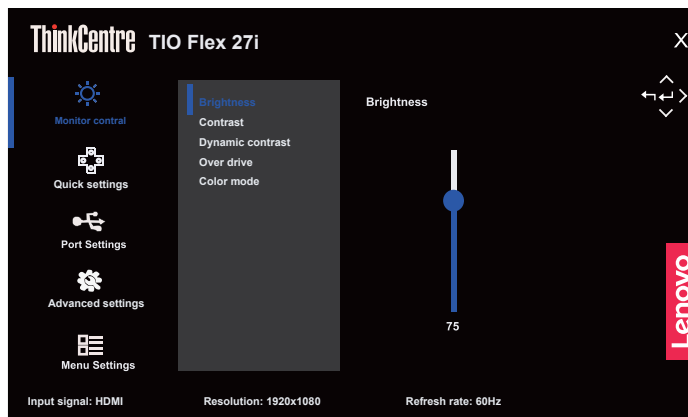 ThinkCentre TIO Flex 27i
X
Monitor contral
Quick settings
Port Settings
Advanced settings
Menu Settings
Brightness
Contrast
Dynamic contrast
Over drive
Color mode
Brightness
75
Lenovo
Input signal: HDMI
Resolution: 1920x1080
Refresh rate: 60Hz